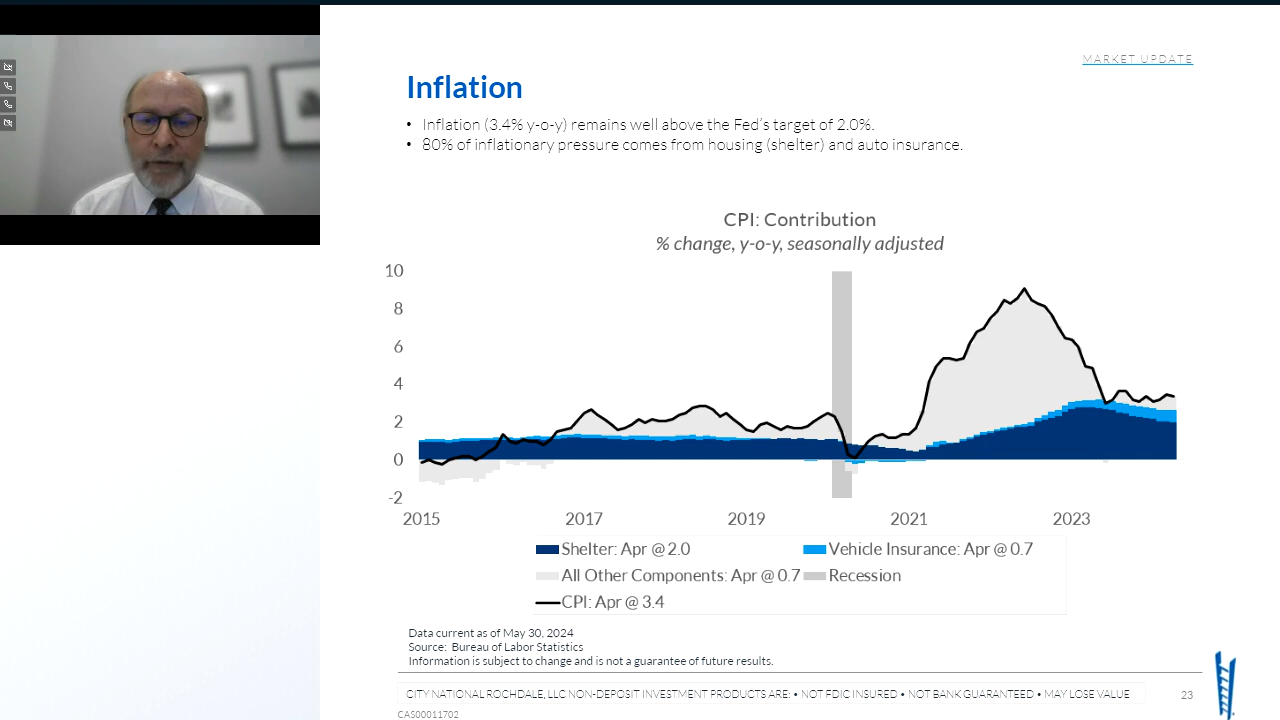 MARKET UPDATE
Inflation
• Inflation (3.4% y-o-y) remains well above the Fed's target of 2.0%.
• 80% of inflationary pressure comes from housing (shelter) and auto insurance.
CPI: Contribution
% change, y-o-y, seasonally adjusted
10
8
6
4
2
0
-2
2015 2017 2019 2021 2023
Shelter: Apr @ 2.0 Vehicle Insurance: Apr @ 0.7
All Other Components: Apr @ 0.7 Recession
CPI: Apr @ 3.4
Data current as of May 30, 2024
Source: Bureau of Labor Statistics
Information is subject to change and is not a guarantee of future results.
CITY NATIONAL ROCHDALE, LLC NON-DEPOSIT INVESTMENT PRODUCTS ARE: • NOT FDIC INSURED • NOT BANK GUARANTEED • MAY LOSE VALUE 23
CAS00011702